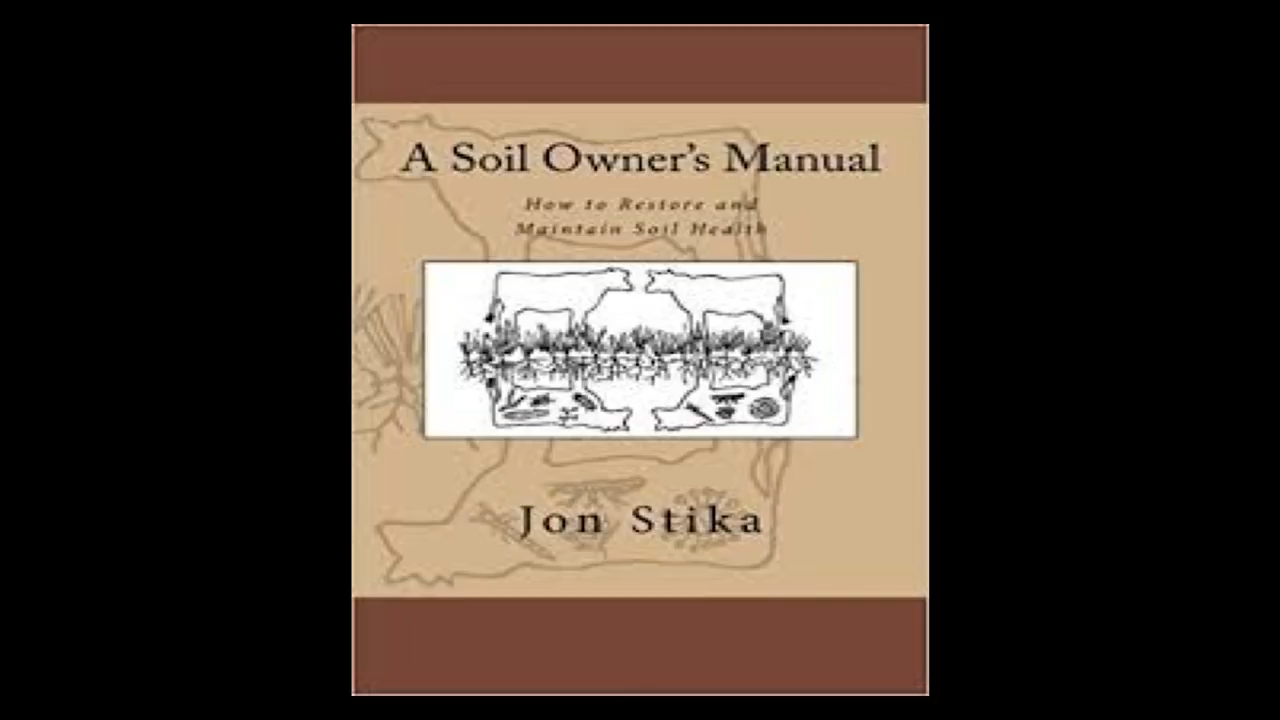 A Soil Owner's Manual
How to Restore and
Maintain Soil Health
Jon Stika